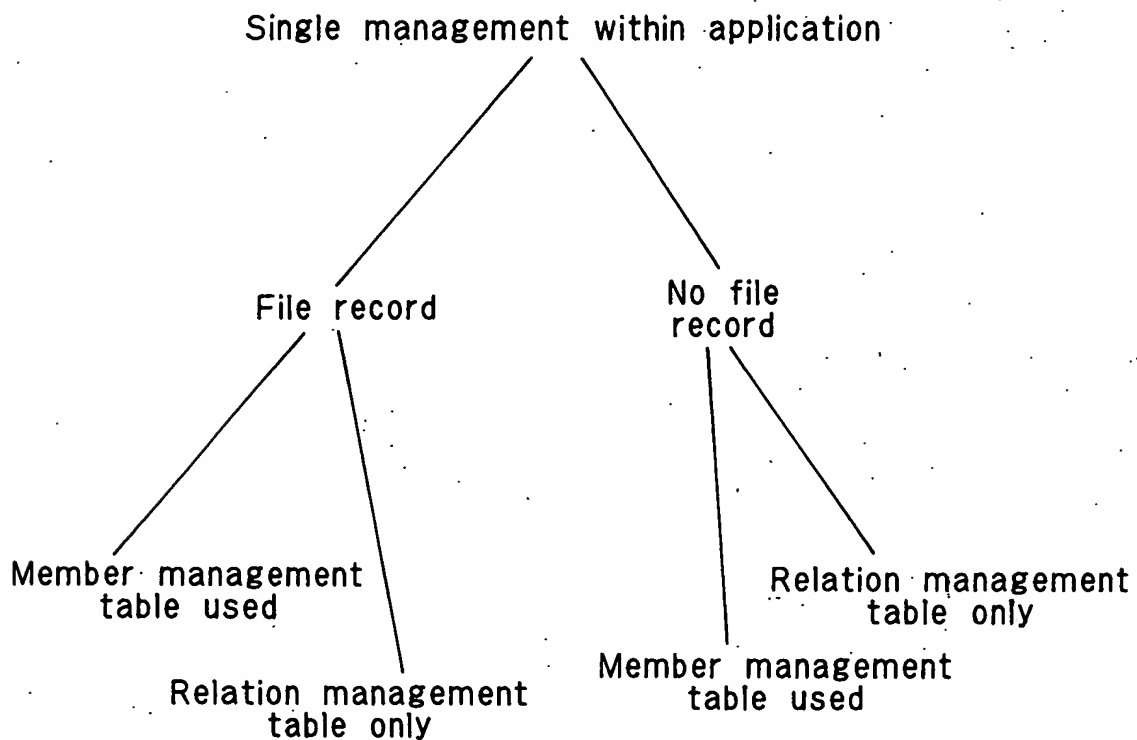 Single management within application
File record
No file
record
Member management
table used
Relation management
table only
Member management
table used
Relation management
table only